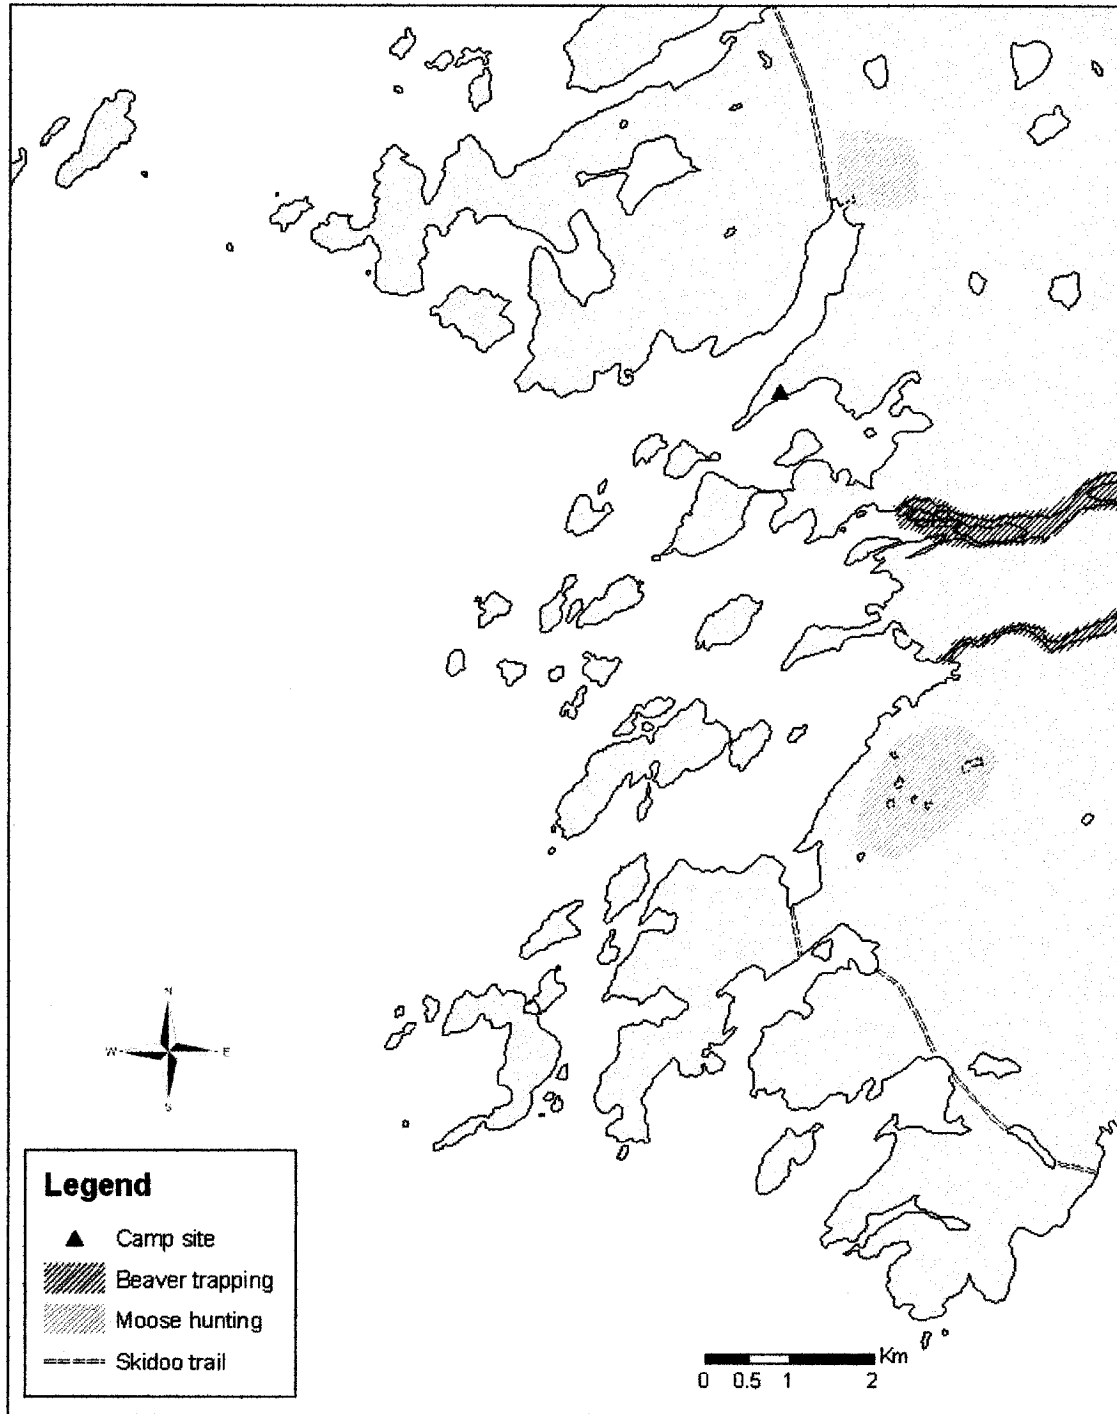 N
W E
S
Legend
Camp site
Beaver trapping
Moose hunting
Skidoo trail
Km
0 0.5 1 2